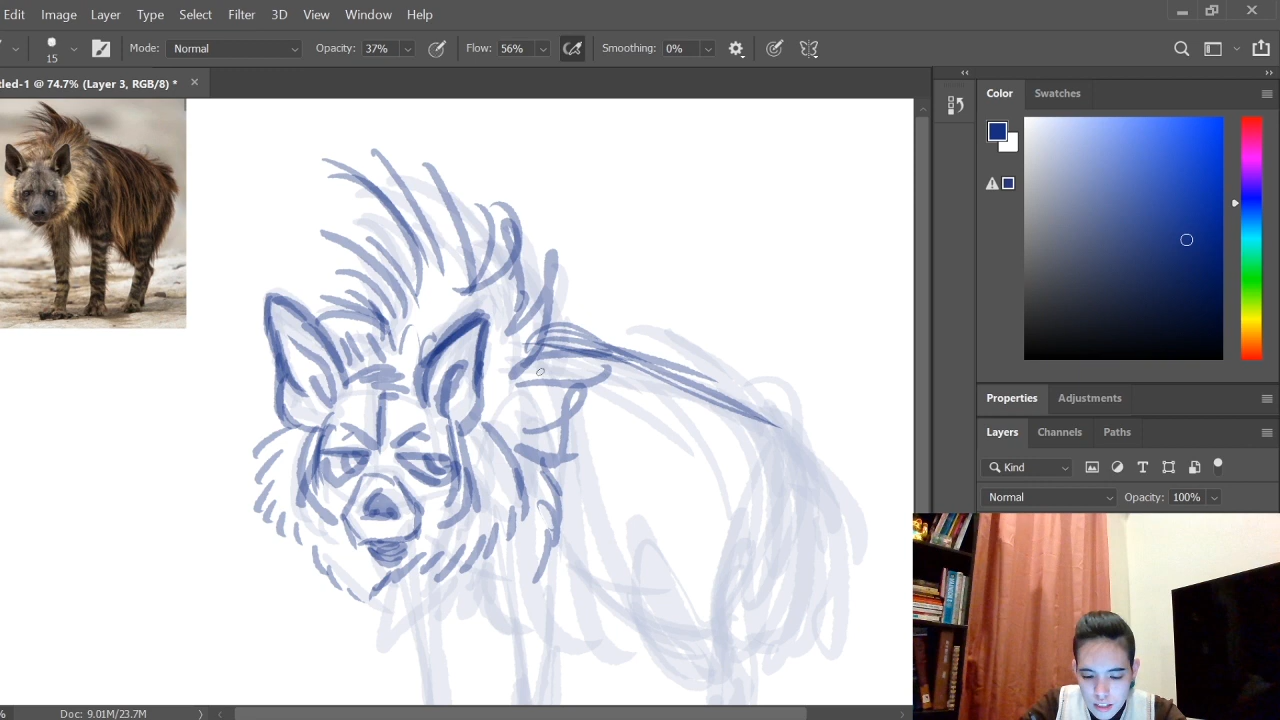 Edit Image Layer Type Select Filter 3D View Window Help
15 Mode: Normal Opacity: 37% Flow: 56% Smoothing: 0%
tled-1 @ 74.7% (Layer 3, RGB/8) *
Color Swatches
Properties Adjustments
Layers Channels Paths
Kind
Normal Opacity: 100%
% Doc: 9.01M/23.7M